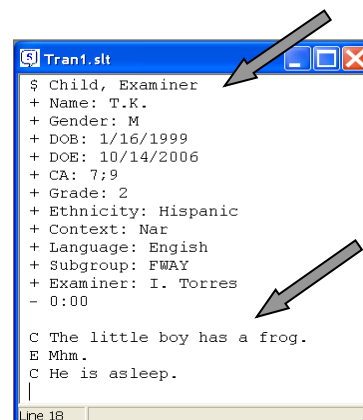 Tran1.slt
$ Child, Examiner
+ Name: T.K.
+ Gender: M
+ DOB: 1/16/1999
+ DOE: 10/14/2006
+ CA: 7;9
+ Grade: 2
+ Ethnicity: Hispanic
+ Context: Nar
+ Language: Engish
+ Subgroup: FWAY
+ Examiner: I. Torres
- 0:00
C The little boy has a frog.
E Mhm.
C He is asleep.
Line 18